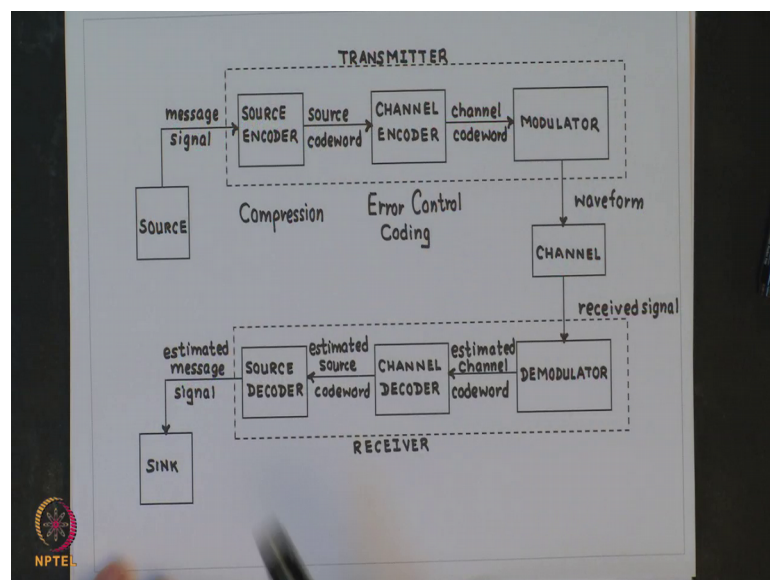 TRANSMITTER
message
signal
SOURCE
ENCODER
source
codeword
CHANNEL
ENCODER
channel
codeword
MODULATOR
SOURCE
Compression
Error Control
Coding
waveform
CHANNEL
received signal
estimated
message
signal
SOURCE
DECODER
estimated
source
codeword
CHANNEL
DECODER
estimated
channel
codeword
DEMODULATOR
RECEIVER
SINK
NPTEL